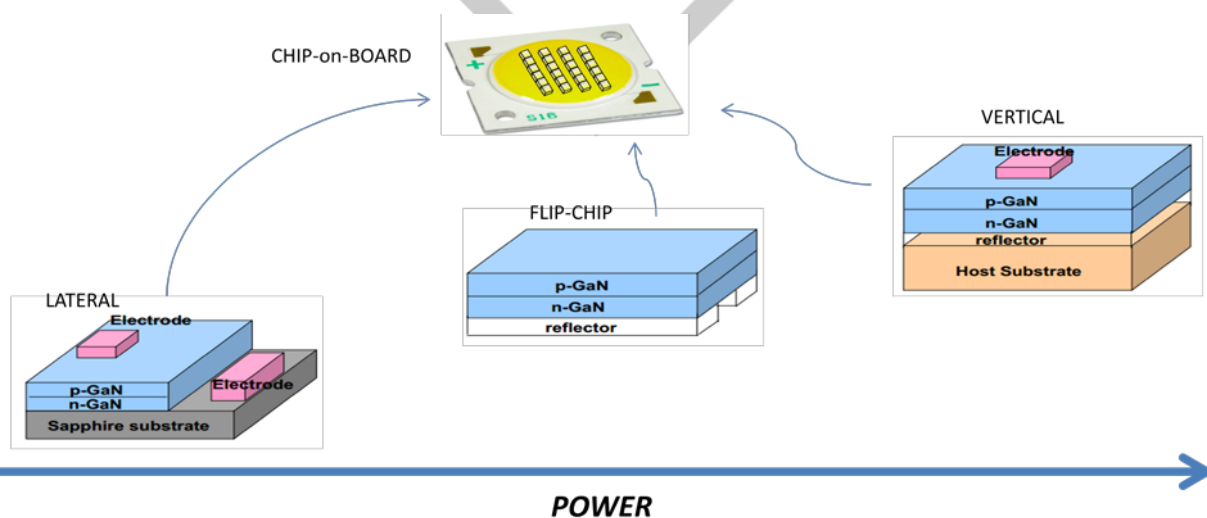 CHIP-on-BOARD
+
–
S16
VERTICAL
Electrode
p-GaN
n-GaN
reflector
Host Substrate
FLIP-CHIP
p-GaN
n-GaN
reflector
LATERAL
Electrode
Electrode
p-GaN
n-GaN
Sapphire substrate
POWER